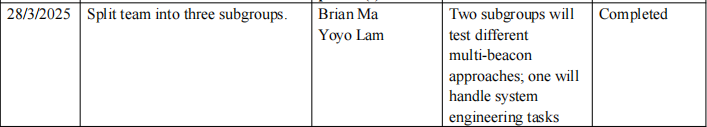 28/3/2025 Split team into three subgroups. Brian Ma Two subgroups will Completed
Yoyo Lam test different
multi-beacon
approaches; one will
handle system
engineering tasks